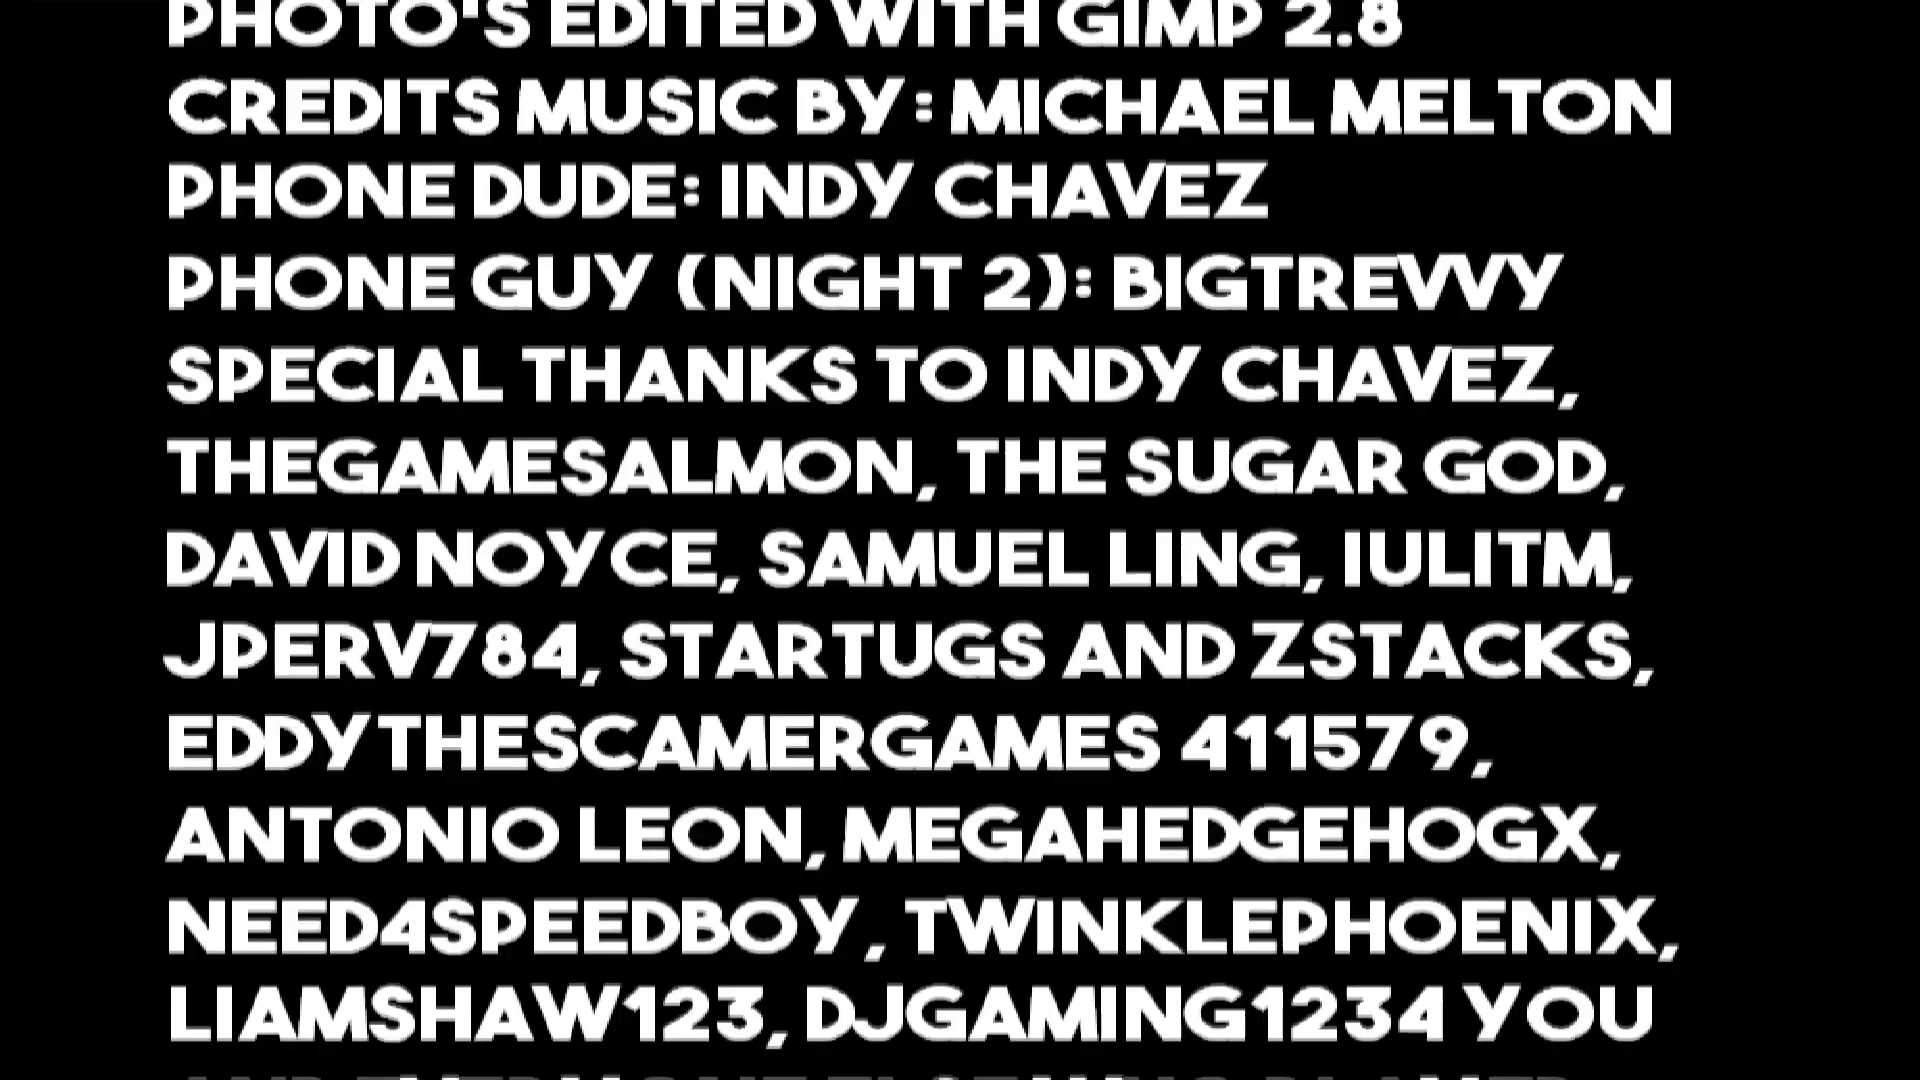 PHOTO'S EDITED WITH GIMP 2.8
CREDITS MUSIC BY: MICHAEL MELTON
PHONE DUDE: INDY CHAVEZ
PHONE GUY (NIGHT 2): BIGTREVVY
SPECIAL THANKS TO INDY CHAVEZ,
THEGAMESALMON, THE SUGAR GOD,
DAVID NOYCE, SAMUEL LING, IULITM,
JPERV784, STARTUGS AND ZSTACKS,
EDDYTHESCAMERGAMES 411579,
ANTONIO LEON, MEGAHEDGEHOGX,
NEED4SPEEDBOY, TWINKLEPHOENIX,
LIAMSHAW123, DJGAMING1234 YOU